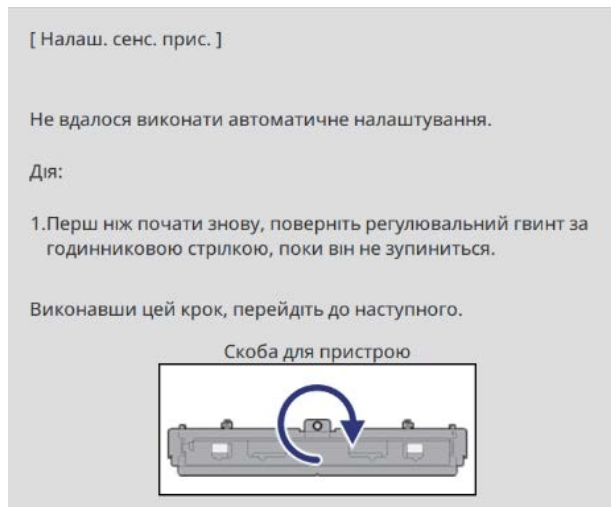 [ Налаш. сенс. прис. ]
Не вдалося виконати автоматичне налаштування.
Дія:
1.Перш ніж почати знову, поверніть регулювальний гвинт за
годинниковою стрілкою, поки він не зупиниться.
Виконавши цей крок, перейдіть до наступного.
Скоба для пристрою